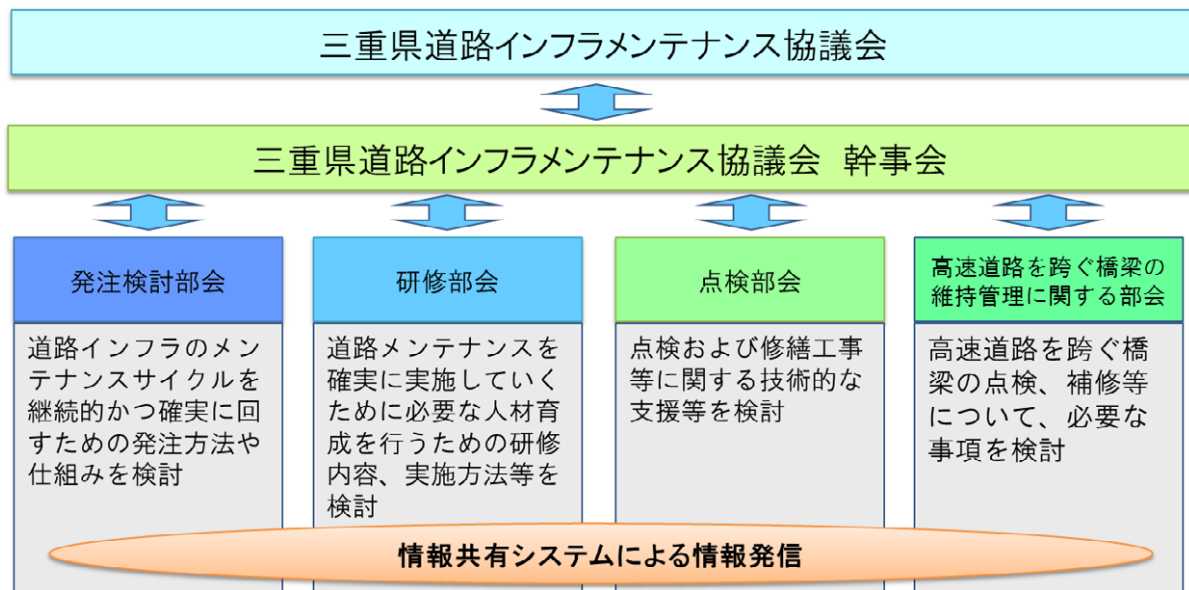 三重県道路インフラメンテナンス協議会
三重県道路インフラメンテナンス協議会 幹事会
発注検討部会
道路インフラのメン
テナンスサイクルを
継続的かつ確実に回
すための発注方法や
仕組みを検討
研修部会
道路メンテナンスを
確実に実施していく
ために必要な人材育
成を行うための研修
内容、実施方法等を
検討
点検部会
点検および修繕工事
等に関する技術的な
支援等を検討
高速道路を跨ぐ橋梁の
維持管理に関する部会
高速道路を跨ぐ橋
梁の点検、補修等
について、必要な
事項を検討
情報共有システムによる情報発信